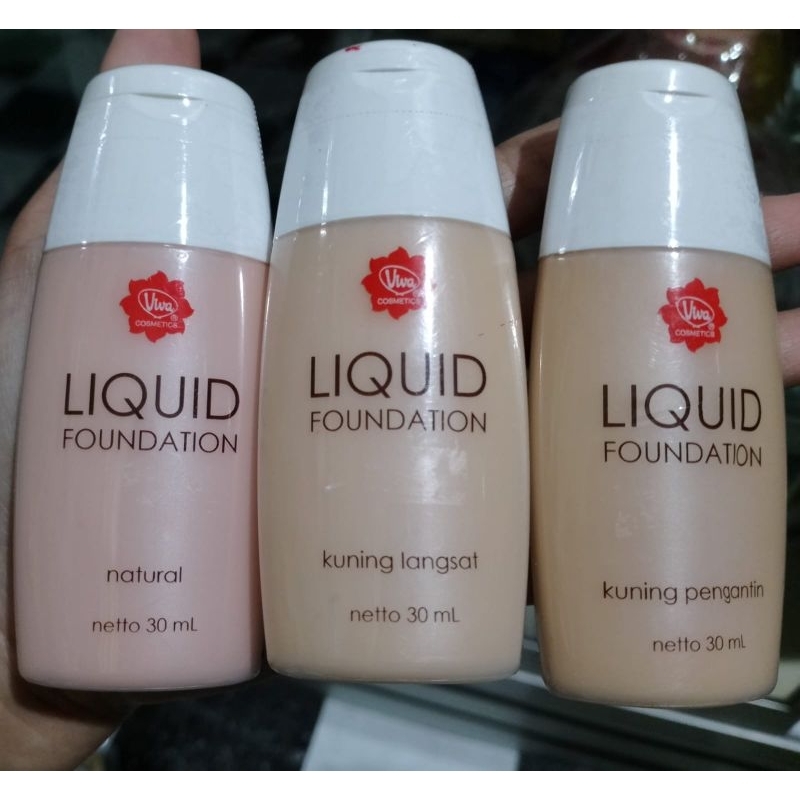 Viva
COSMETICS
LIQUID
FOUNDATION
natural
netto 30 mL
Viva
COSMETICS
LIQUID
FOUNDATION
kuning langsat
netto 30 mL
Viva
COSMETICS
LIQUID
FOUNDATION
kuning pengantin
netto 30 mL